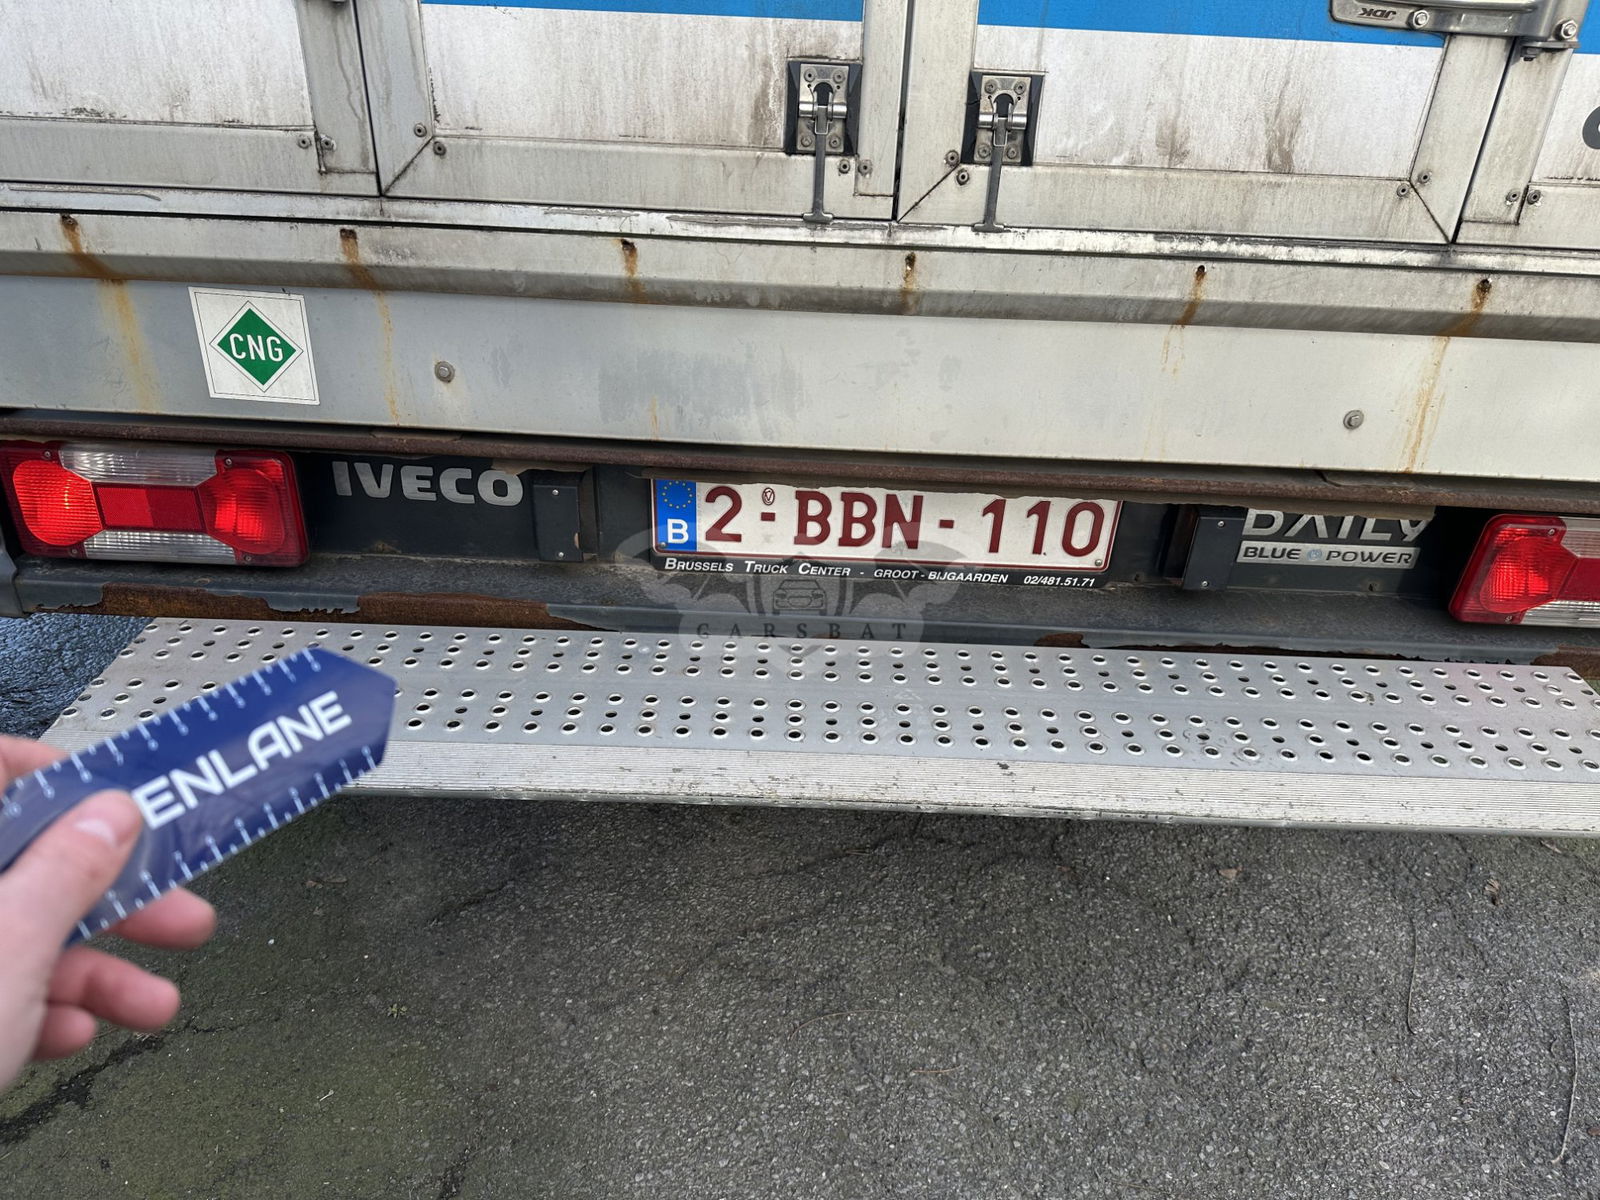 JDK
CNG
IVECO
B 2-BBN-110
BRUSSELS TRUCK CENTER - GROOT-BIJGAARDEN 02/481.51.71
DAILY
BLUE POWER
CARSBAT
ENLANE